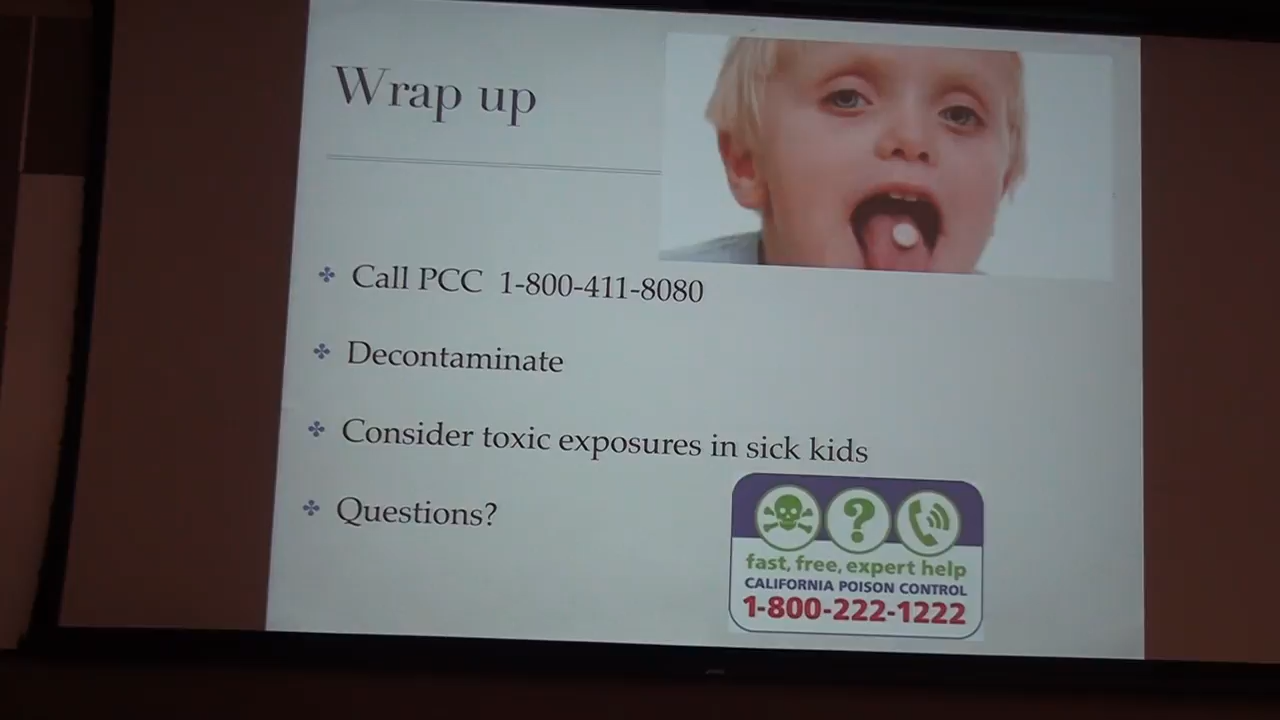 Wrap up
Call PCC 1-800-411-8080
Decontaminate
Consider toxic exposures in sick kids
Questions?
fast, free, expert help
CALIFORNIA POISON CONTROL
1-800-222-1222